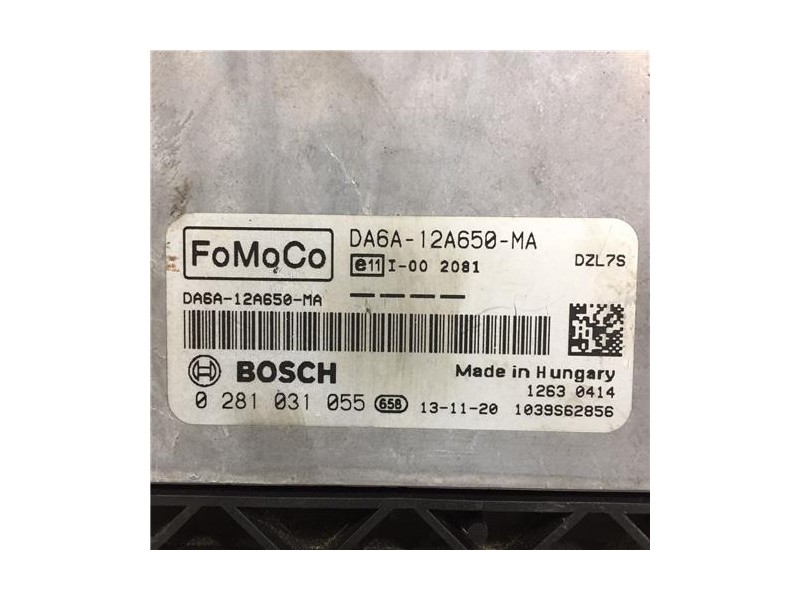 FoMoCo
DA6A-12A650-MA
e11 I-00 2081
DZL7S
DA6A-12A650-MA
BOSCH
Made in Hungary
1263 0414
0 281 031 055 658 13-11-20 1039S62856